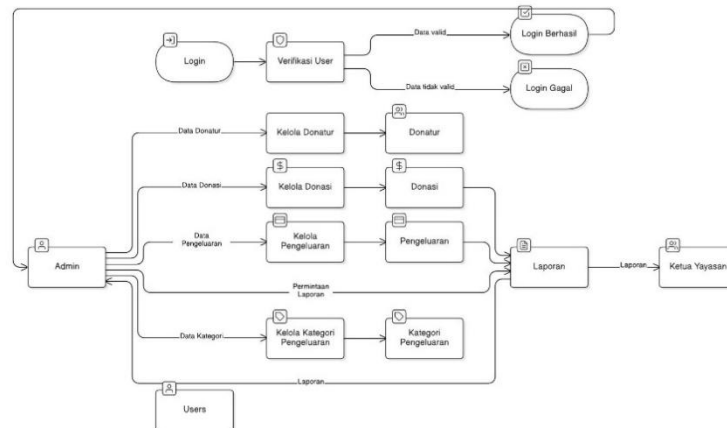 Data valid
Login Berhasil
Login
Verifikasi User
Data tidak valid
Login Gagal
Data Donatur
Kelola Donatur
Donatur
Data Donasi
Kelola Donasi
Donasi
Data
Pengeluaran
Kelola
Pengeluaran
Pengeluaran
Admin
Laporan
Laporan
Ketua Yayasan
Permintaan
Laporan
Data Kategori
Kelola Kategori
Pengeluaran
Kategori
Pengeluaran
Laporan
Users